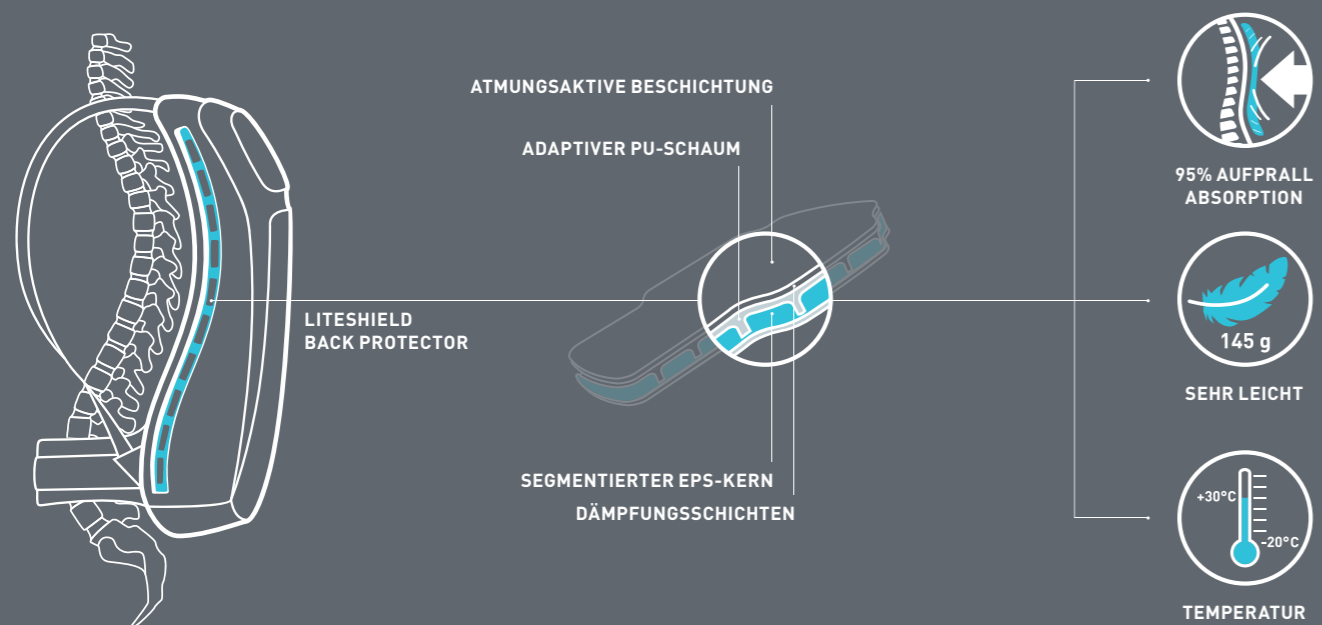 ATMUNGSAKTIVE BESCHICHTUNG
ADAPTIVER PU-SCHAUM
LITESHIELD
BACK PROTECTOR
SEGMENTIERTER EPS-KERN
DÄMPFUNGSSCHICHTEN
95% AUFPRALL
ABSORPTION
145 g
SEHR LEICHT
+30°C
-20°C
TEMPERATUR